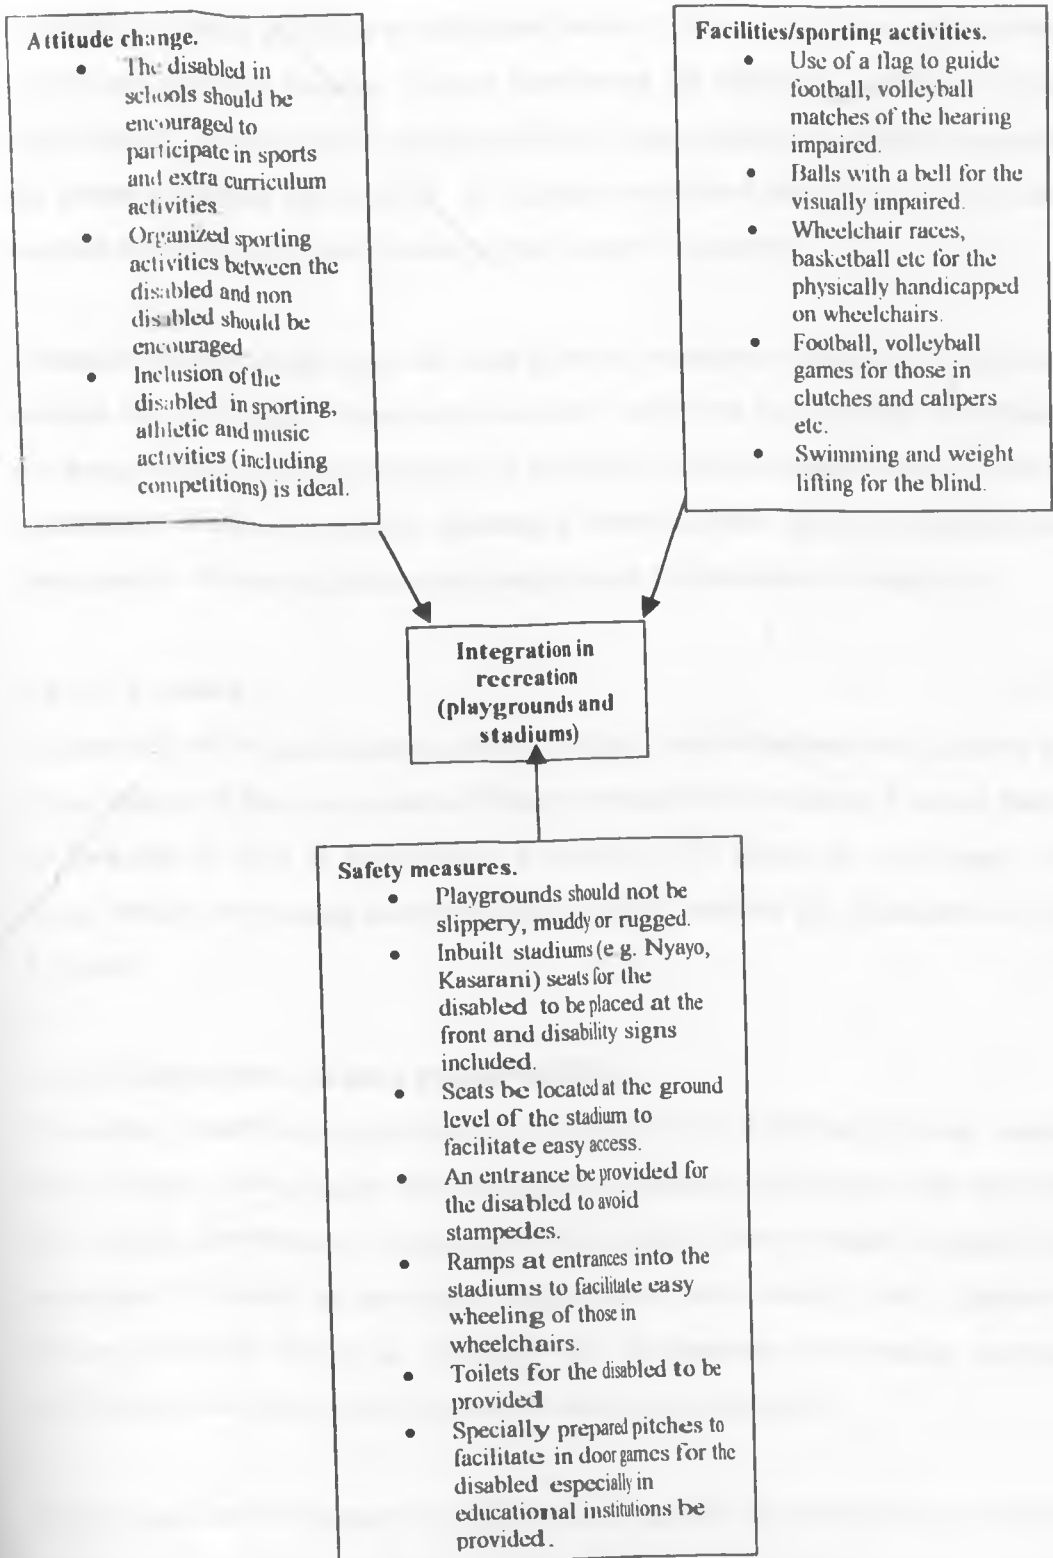 Attitude change.
• The disabled in
schools should be
encouraged to
participate in sports
and extra curriculum
activities.
• Organized sporting
activities between the
disabled and non
disabled should be
encouraged
• Inclusion of the
disabled in sporting,
athletic and music
activities (including
competitions) is ideal.
Facilities/sporting activities.
• Use of a flag to guide
football, volleyball
matches of the hearing
impaired.
• Balls with a bell for the
visually impaired.
• Wheelchair races,
basketball etc for the
physically handicapped
on wheelchairs.
• Football, volleyball
games for those in
clutches and calipers
etc.
• Swimming and weight
lifting for the blind.
Integration in
recreation
(playgrounds and
stadiums)
Safety measures.
• Playgrounds should not be
slippery, muddy or rugged.
• Inbuilt stadiums (e g. Nyayo,
Kasarani) seats for the
disabled to be placed at the
front and disability signs
included.
• Seats be located at the ground
level of the stadium to
facilitate easy access.
• An entrance be provided for
the disabled to avoid
stampedes.
• Ramps at entrances into the
stadiums to facilitate easy
wheeling of those in
wheelchairs.
• Toilets for the disabled to be
provided
• Specially prepared pitches to
facilitate in door games for the
disabled especially in
educational institutions be
provided.